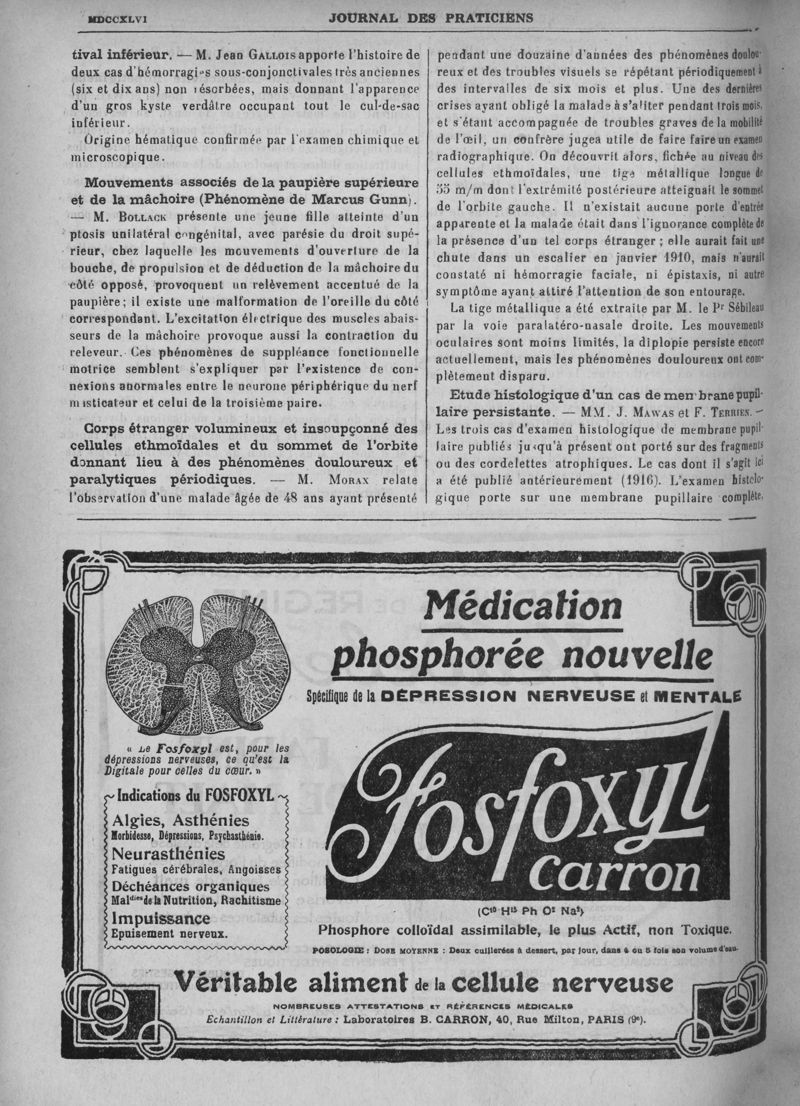 MDCCXLVI
JOURNAL DES PRATICIENS
tival inférieur. — M. Jean GALLOIS apporte l'histoire de
deux cas d'hémorragies sous-conjonctivales très anciennes
(six et dix ans) non résorbées, mais donnant l'apparence
d'un gros kyste verdâtre occupant tout le cul-de-sac
inférieur.
Origine hématique confirmée par l'examen chimique et
microscopique.
Mouvements associés de la paupière supérieure
et de la mâchoire (Phénomène de Marcus Gunn).
— M. BOLLACK présente une jeune fille atteinte d'un
ptosis unilatéral congénital, avec parésie du droit supé-
rieur, chez laquelle les mouvements d'ouverture de la
bouche, de propulsion et de déduction de la mâchoire du
côté opposé, provoquent un relèvement accentué de la
paupière; il existe une malformation de l'oreille du côté
correspondant. L'excitation électrique des muscles abais-
seurs de la mâchoire provoque aussi la contraction du
releveur. Ces phénomènes de suppléance fonctionnelle
motrice semblent s'expliquer par l'existence de con-
nexions anormales entre le neurone périphérique du nerf
masticateur et celui de la troisième paire.
Corps étranger volumineux et insoupçonné des
cellules ethmoïdales et du sommet de l'orbite
donnant lieu à des phénomènes douloureux et
paralytiques périodiques. — M. MORAX relate
l'observation d'une malade âgée de 48 ans ayant présenté
pendant une douzaine d'années des phénomènes doulou-
reux et des troubles visuels se répétant périodiquement à
des intervalles de six mois et plus. Une des dernières
crises ayant obligé la malade à s'aliter pendant trois mois,
et s'étant accompagnée de troubles graves de la mobilité
de l'œil, un confrère jugea utile de faire faire un examen
radiographique. On découvrit alors, fichée au niveau des
cellules ethmoïdales, une tige métallique longue de
55 m/m dont l'extrémité postérieure atteignait le sommet
de l'orbite gauche. Il n'existait aucune porte d'entrée
apparente et la malade était dans l'ignorance complète de
la présence d'un tel corps étranger; elle aurait fait une
chute dans un escalier en janvier 1910, mais n'aurait
constaté ni hémorragie faciale, ni épistaxis, ni autre
symptôme ayant attiré l'attention de son entourage.
La tige métallique a été extraite par M. le Pr Sébileau
par la voie paralatéro-nasale droite. Les mouvements
oculaires sont moins limités, la diplopie persiste encore
actuellement, mais les phénomènes douloureux ont com-
plètement disparu.
Etude histologique d'un cas de membrane pupil-
laire persistante. — MM. J. MAWAS et F. TERRIEN. —
Les trois cas d'examen histologique de membrane pupil-
laire publiés jusqu'à présent ont porté sur des fragments
ou des cordelettes atrophiques. Le cas dont il s'agit ici
a été publié antérieurement (1916). L'examen histolo-
gique porte sur une membrane pupillaire complète,
Médication
phosphorée nouvelle
Spécifique de la DÉPRESSION NERVEUSE et MENTALE
« Le Fosfoxyl est, pour les
dépressions nerveuses, ce qu'est la
Digitale pour celles du cœur. »
Indications du FOSFOXYL
Algies, Asthénies
Morbidesse, Dépressions, Psychasthénie.
Neurasthénies
Fatigues cérébrales, Angoisses
Déchéances organiques
Maldies de la Nutrition, Rachitisme
Impuissance
Epuisement nerveux.
Fosfoxyl
Carron
(C10 H15 Ph O2 Na2)
Phosphore colloïdal assimilable, le plus Actif, non Toxique.
POSOLOGIE : DOSE MOYENNE : Deux cuillerées à dessert, par jour, dans 4 ou 5 fois son volume d'eau.
Véritable aliment de la cellule nerveuse
NOMBREUSES ATTESTATIONS ET RÉFÉRENCES MÉDICALES
Echantillon et Littérature : Laboratoires B. CARRON, 40, Rue Milton, PARIS (9e).